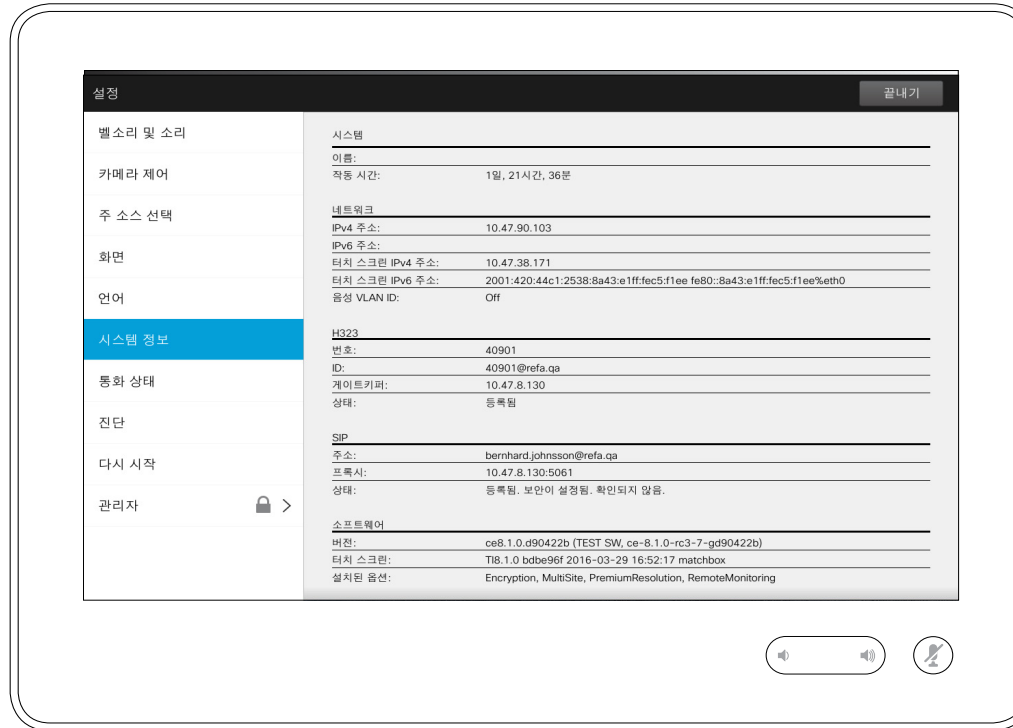 설정
끝내기
벨소리 및 소리
카메라 제어
주 소스 선택
화면
언어
시스템 정보
통화 상태
진단
다시 시작
관리자
시스템
이름:
작동 시간: 1일, 21시간, 36분
네트워크
IPv4 주소: 10.47.90.103
IPv6 주소:
터치 스크린 IPv4 주소: 10.47.38.171
터치 스크린 IPv6 주소: 2001:420:44c1:2538:8a43:e1ff:fec5:f1ee fe80::8a43:e1ff:fec5:f1ee%eth0
음성 VLAN ID: Off
H323
번호: 40901
ID: 40901@refa.qa
게이트키퍼: 10.47.8.130
상태: 등록됨
SIP
주소: bernhard.johnsson@refa.qa
프록시: 10.47.8.130:5061
상태: 등록됨. 보안이 설정됨. 확인되지 않음.
소프트웨어
버전: ce8.1.0.d90422b (TEST SW, ce-8.1.0-rc3-7-gd90422b)
터치 스크린: TI8.1.0 bdbe96f 2016-03-29 16:52:17 matchbox
설치된 옵션: Encryption, MultiSite, PremiumResolution, RemoteMonitoring